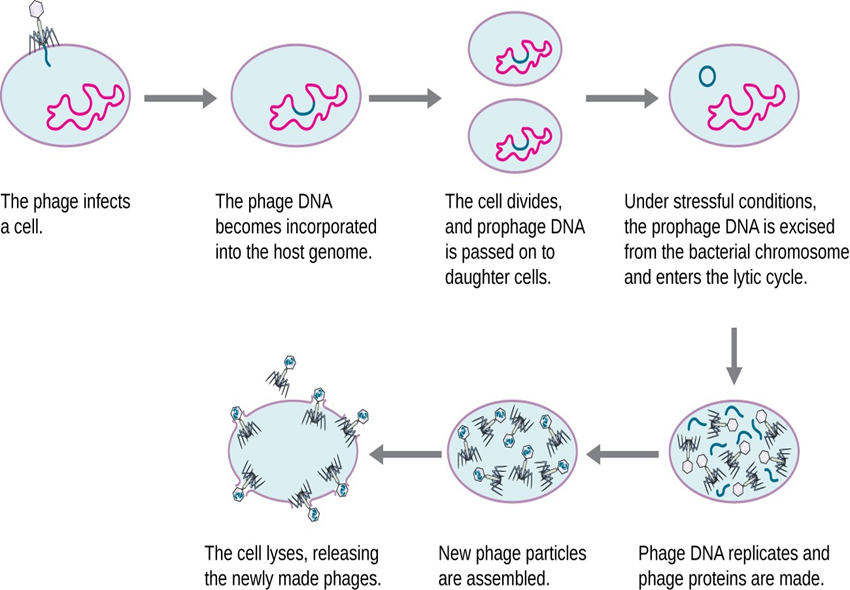 The phage infects
a cell.
The phage DNA
becomes incorporated
into the host genome.
The cell divides,
and prophage DNA
is passed on to
daughter cells.
Under stressful conditions,
the prophage DNA is excised
from the bacterial chromosome
and enters the lytic cycle.
Phage DNA replicates and
phage proteins are made.
New phage particles
are assembled.
The cell lyses, releasing
the newly made phages.